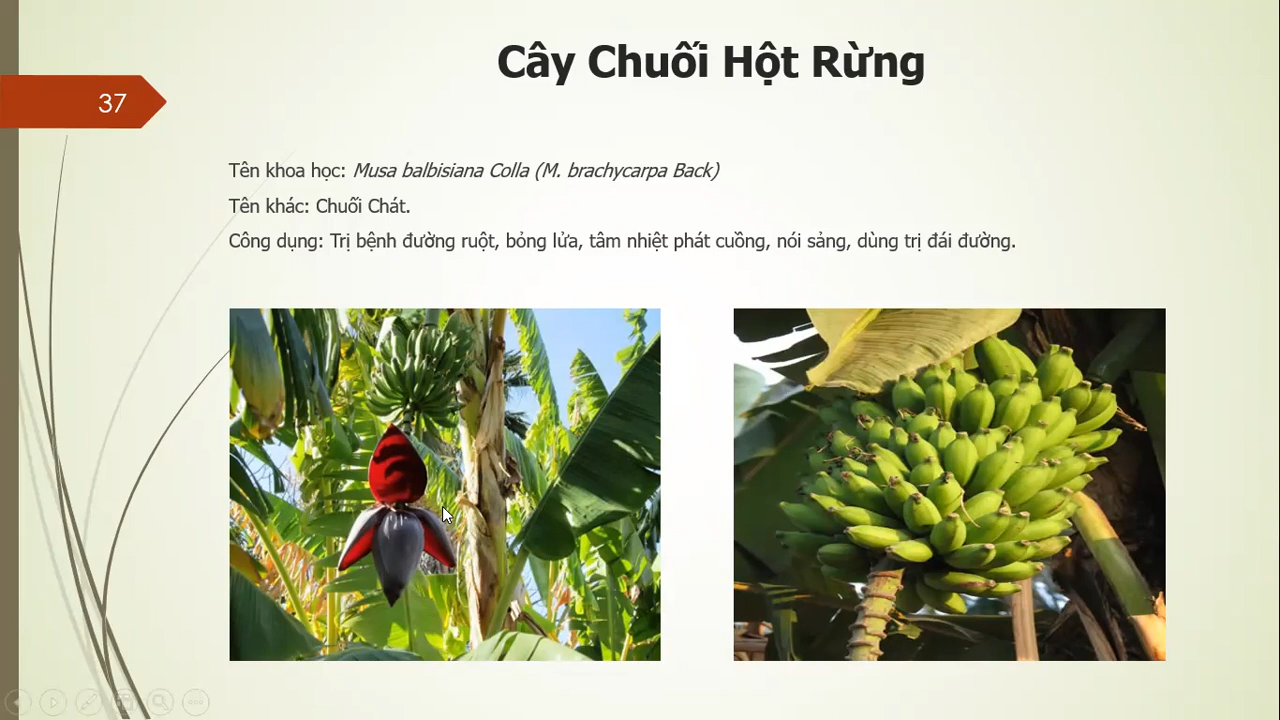 Cây Chuối Hột Rừng
37
Tên khoa học: Musa balbisiana Colla (M. brachycarpa Back)
Tên khác: Chuối Chát.
Công dụng: Trị bệnh đường ruột, bỏng lửa, tâm nhiệt phát cuồng, nói sảng, dùng trị đái đường.